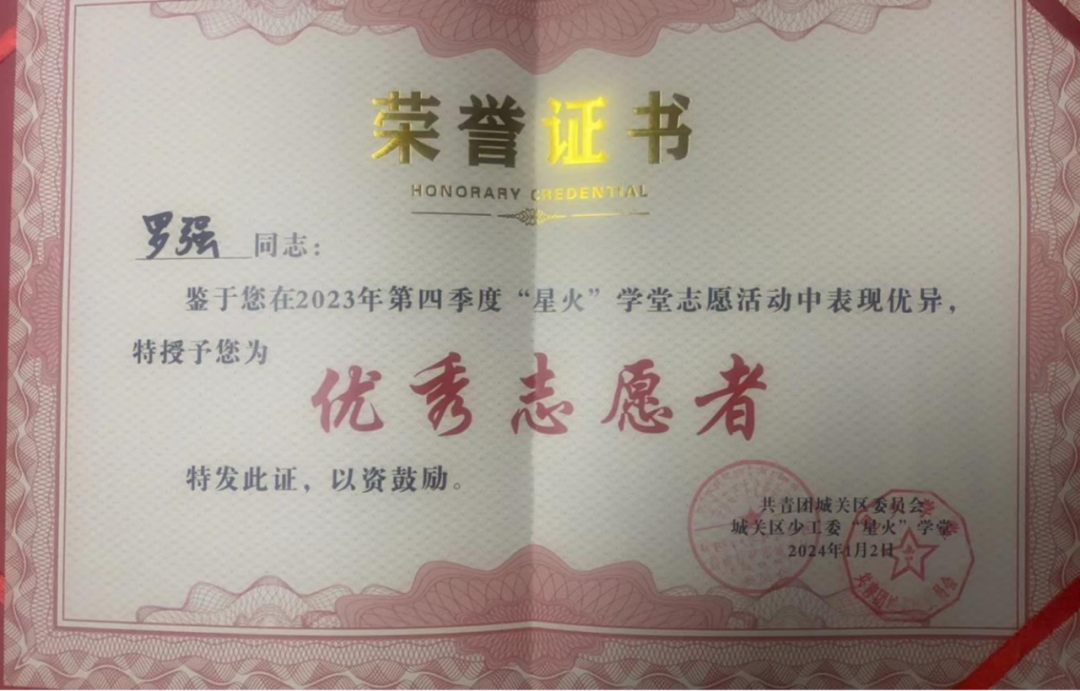 荣誉证书
HONORARY CREDENTIAL
罗强 同志：
鉴于您在2023年第四季度“星火”学堂志愿活动中表现优异，
特授予您为
优秀志愿者
特发此证，以资鼓励。
共青团城关区委员会
城关区少工委“星火”学堂
2024年1月2日